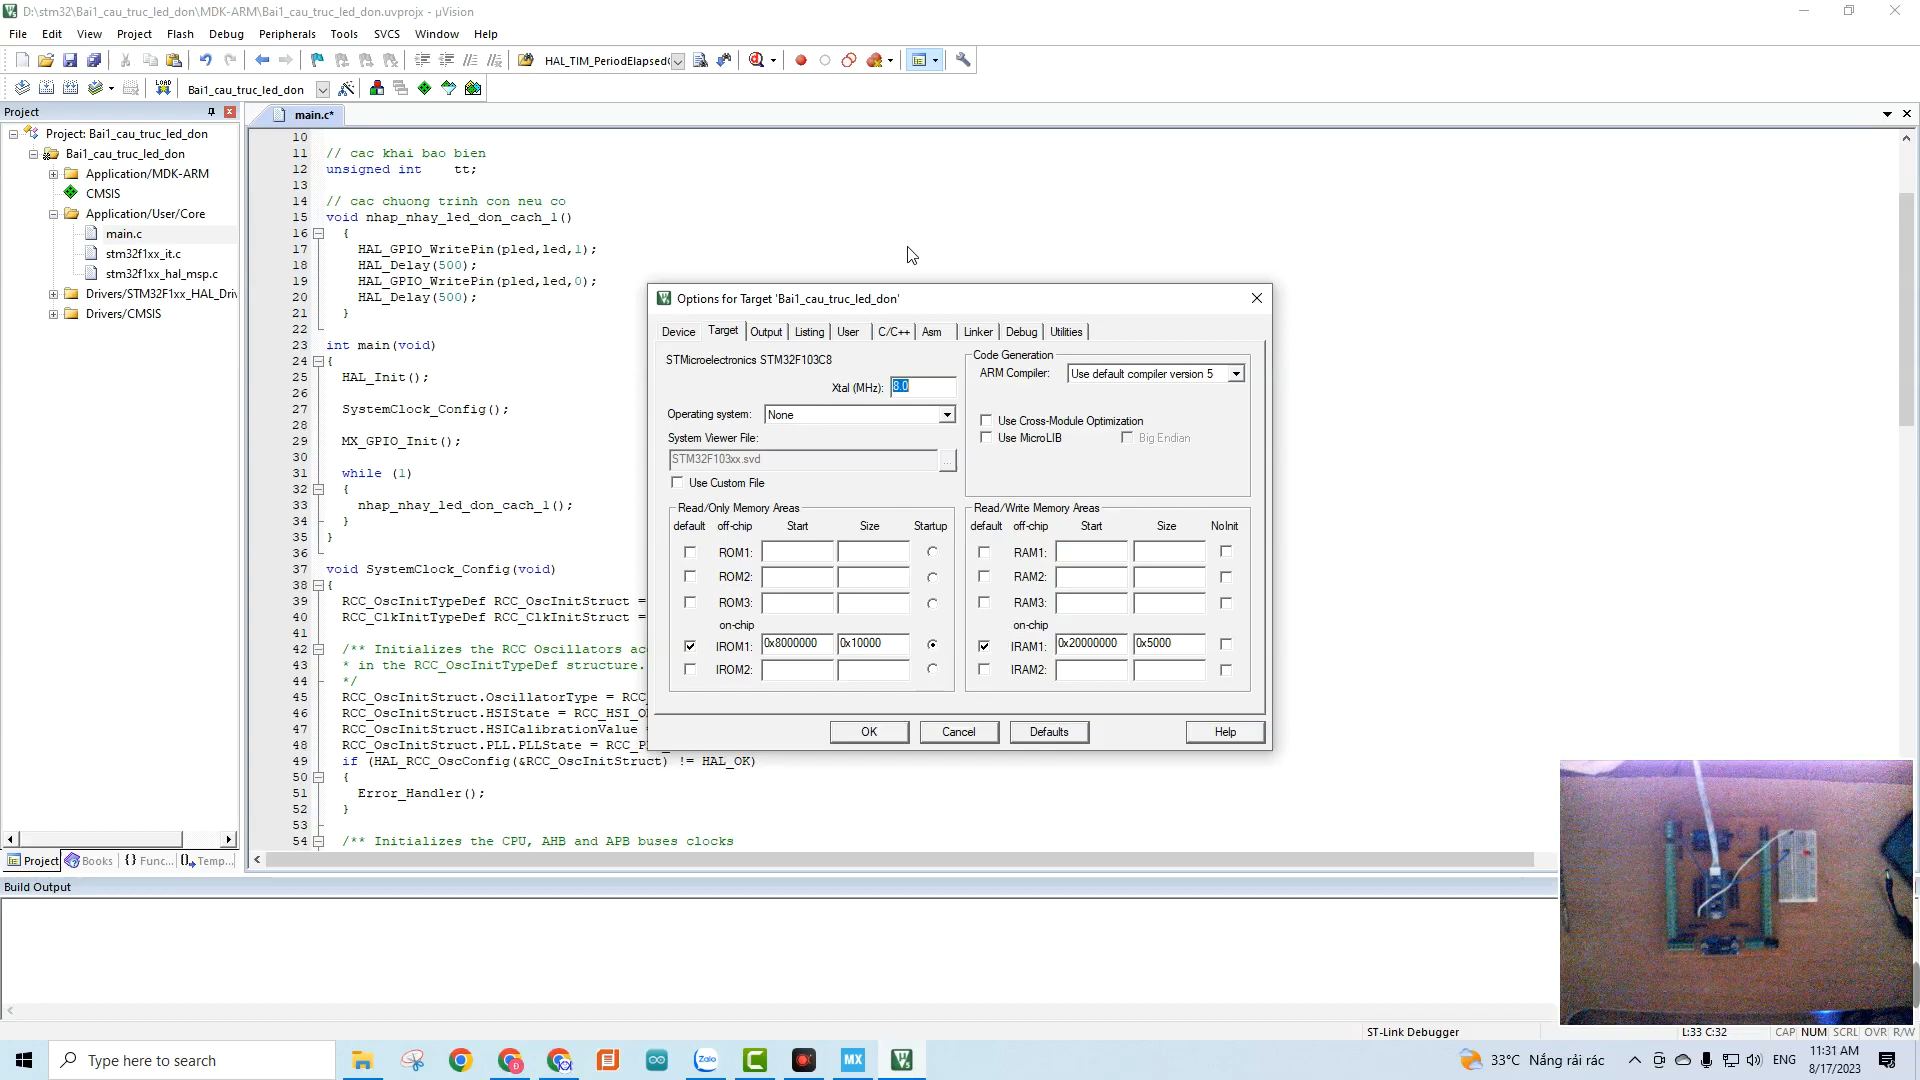 D:\stm32\Bai1_cau_truc_led_don\MDK-ARM\Bai1_cau_truc_led_don.uvprojx - µVision
File Edit View Project Flash Debug Peripherals Tools SVCS Window Help
HAL_TIM_PeriodElapsed
LOAD Bai1_cau_truc_led_don
Project
main.c*
Project: Bai1_cau_truc_led_don
Bai1_cau_truc_led_don
Application/MDK-ARM
CMSIS
Application/User/Core
main.c
stm32f1xx_it.c
stm32f1xx_hal_msp.c
Drivers/STM32F1xx_HAL_Driv
Drivers/CMSIS
Project Books {} Func... Temp...
10
11 // cac khai bao bien
12 unsigned int tt;
13
14 // cac chuong trinh con neu co
15 void nhap_nhay_led_don_cach_1()
16 {
17 HAL_GPIO_WritePin(pled,led,1);
18 HAL_Delay(500);
19 HAL_GPIO_WritePin(pled,led,0);
20 HAL_Delay(500);
21 }
22
23 int main(void)
24 {
25 HAL_Init();
26
27 SystemClock_Config();
28
29 MX_GPIO_Init();
30
31 while (1)
32 {
33 nhap_nhay_led_don_cach_1();
34 }
35 }
36
37 void SystemClock_Config(void)
38 {
39 RCC_OscInitTypeDef RCC_OscInitStruct =
40 RCC_ClkInitTypeDef RCC_ClkInitStruct =
41
42 /** Initializes the RCC Oscillators ac
43 * in the RCC_OscInitTypeDef structure.
44 */
45 RCC_OscInitStruct.OscillatorType = RCC_
46 RCC_OscInitStruct.HSIState = RCC_HSI_O
47 RCC_OscInitStruct.HSICalibrationValue
48 RCC_OscInitStruct.PLL.PLLState = RCC_P
49 if (HAL_RCC_OscConfig(&RCC_OscInitStruct) != HAL_OK)
50 {
51 Error_Handler();
52 }
53
54 /** Initializes the CPU, AHB and APB buses clocks
Options for Target 'Bai1_cau_truc_led_don'
Device Target Output Listing User C/C++ Asm Linker Debug Utilities
STMicroelectronics STM32F103C8
Xtal (MHz): 8.0
Operating system: None
System Viewer File:
STM32F103xx.svd ...
Use Custom File
Code Generation
ARM Compiler: Use default compiler version 5
Use Cross-Module Optimization
Use MicroLIB Big Endian
Read/Only Memory Areas
default off-chip Start Size Startup
ROM1:
ROM2:
ROM3:
on-chip
IROM1: 0x8000000 0x10000
IROM2:
Read/Write Memory Areas
default off-chip Start Size NoInit
RAM1:
RAM2:
RAM3:
on-chip
IRAM1: 0x20000000 0x5000
IRAM2:
OK Cancel Defaults Help
Build Output
ST-Link Debugger L:33 C:32 CAP NUM SCRL OVR R/W
Type here to search
Zalo
MX
33°C Nắng rải rác
ENG
11:31 AM
8/17/2023